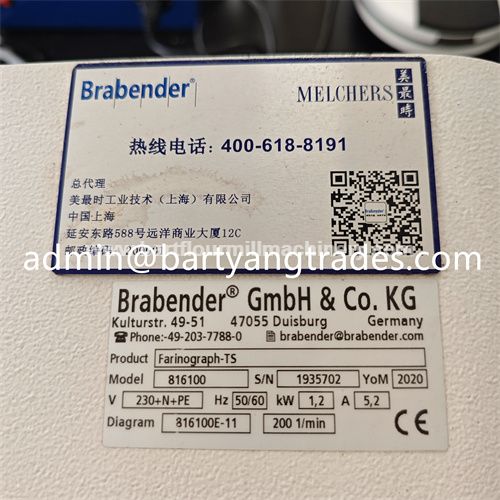 Brabender®
MELCHERS 美最時
热线电话：400-618-8191
总代理
美最时工业技术（上海）有限公司
中国上海
延安东路588号远洋商业大厦12C
邮政编码
Brabender
admin@bartyangtrades.com
Brabender® GmbH & Co. KG
Kulturstr. 49-51 47055 Duisburg Germany
Phone:-49-203-7788-0 brabender@brabender.com
Product Farinograph-TS
Model 816100 S/N 1935702 YoM 2020
V 230+N+PE Hz 50/60 kW 1,2 A 5,2
Diagram 816100E-11 200 1/min CE